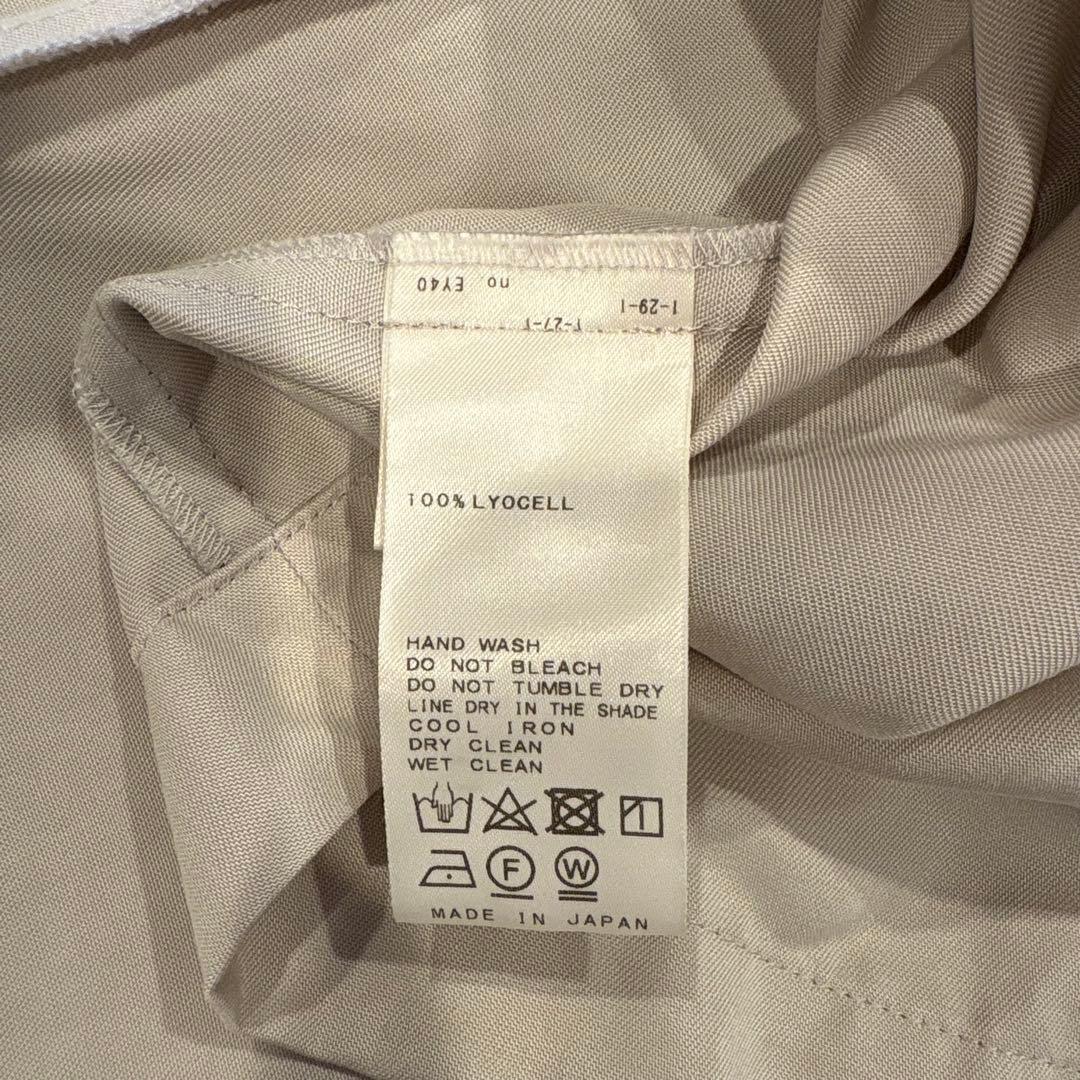 no EY40
1-29-1
1-27-1
100% LYOCELL
HAND WASH
DO NOT BLEACH
DO NOT TUMBLE DRY
LINE DRY IN THE SHADE
COOL IRON
DRY CLEAN
WET CLEAN
F W
MADE IN JAPAN